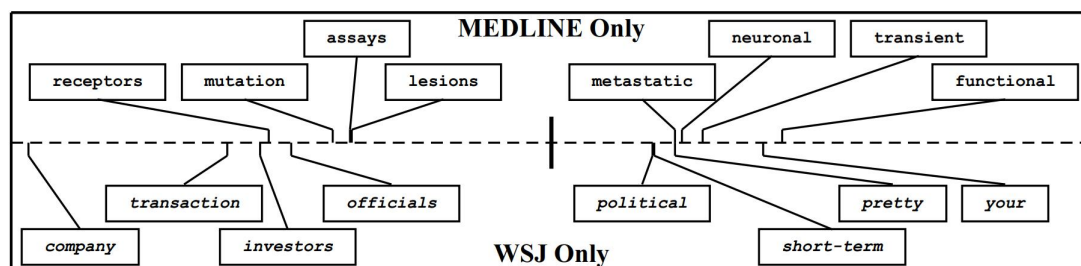 MEDLINE Only
assays
neuronal
transient
receptors
mutation
lesions
metastatic
functional
transaction
officials
political
pretty
your
company
investors
short-term
WSJ Only